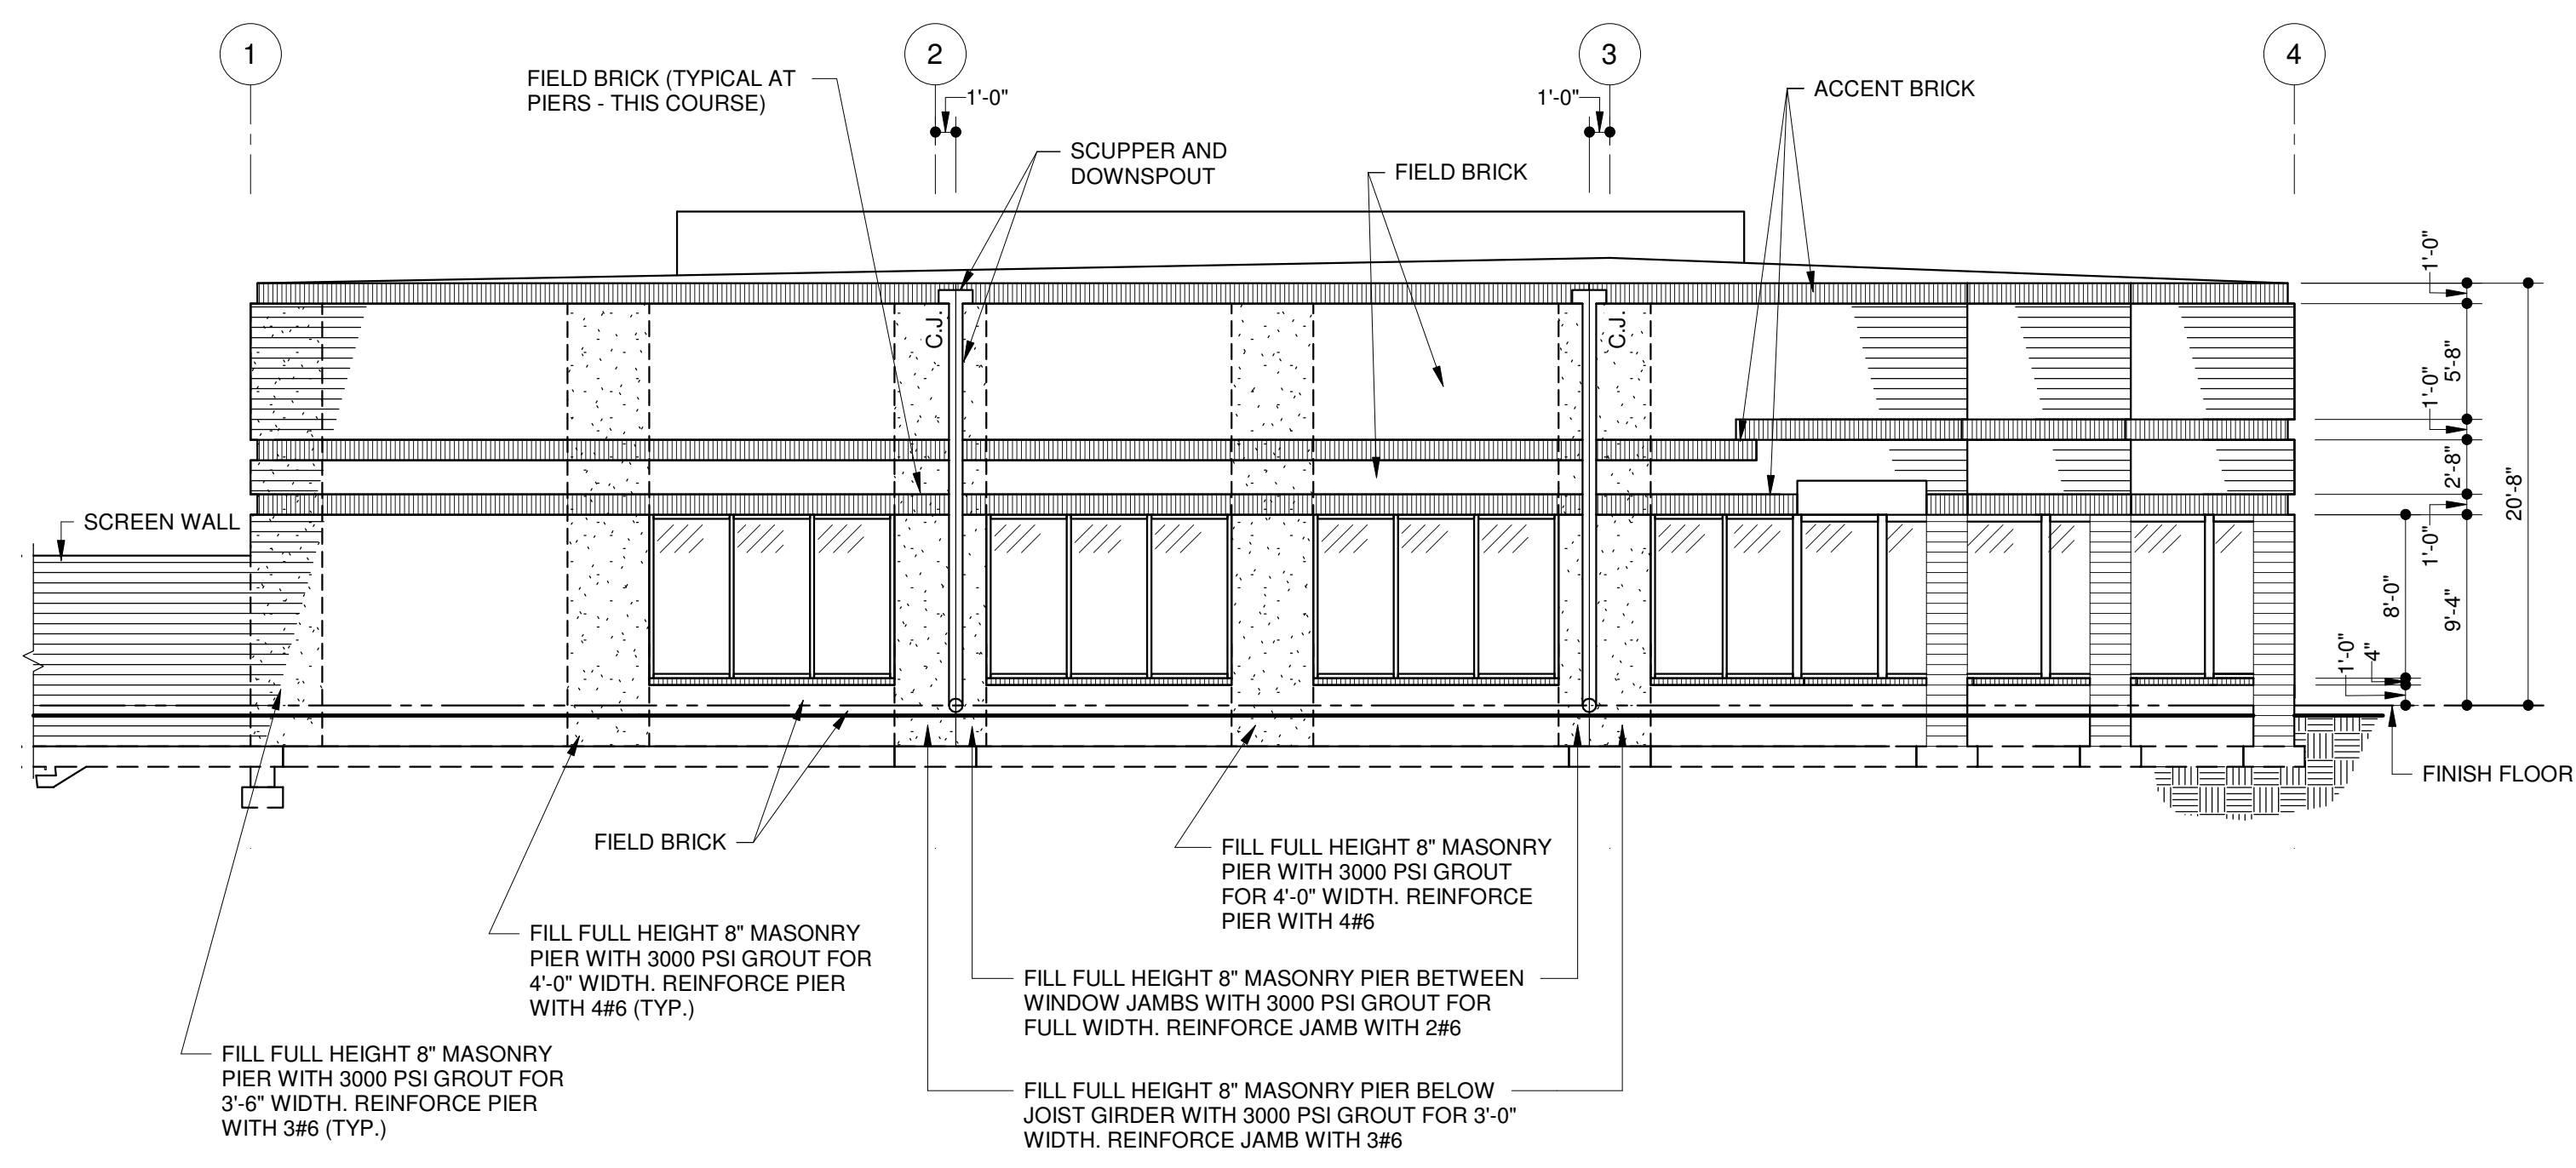 1
2
3
4
FIELD BRICK (TYPICAL AT
PIERS - THIS COURSE)
1'-0"
1'-0"
ACCENT BRICK
SCUPPER AND
DOWNSPOUT
FIELD BRICK
C.J.
C.J.
SCREEN WALL
1'-0"
5'-8"
1'-0"
2'-8"
20'-8"
1'-0"
8'-0"
9'-4"
1'-0"
4"
FINISH FLOOR
FIELD BRICK
FILL FULL HEIGHT 8" MASONRY
PIER WITH 3000 PSI GROUT
FOR 4'-0" WIDTH. REINFORCE
PIER WITH 4#6
FILL FULL HEIGHT 8" MASONRY
PIER WITH 3000 PSI GROUT FOR
4'-0" WIDTH. REINFORCE PIER
WITH 4#6 (TYP.)
FILL FULL HEIGHT 8" MASONRY PIER BETWEEN
WINDOW JAMBS WITH 3000 PSI GROUT FOR
FULL WIDTH. REINFORCE JAMB WITH 2#6
FILL FULL HEIGHT 8" MASONRY
PIER WITH 3000 PSI GROUT FOR
3'-6" WIDTH. REINFORCE PIER
WITH 3#6 (TYP.)
FILL FULL HEIGHT 8" MASONRY PIER BELOW
JOIST GIRDER WITH 3000 PSI GROUT FOR 3'-0"
WIDTH. REINFORCE JAMB WITH 3#6